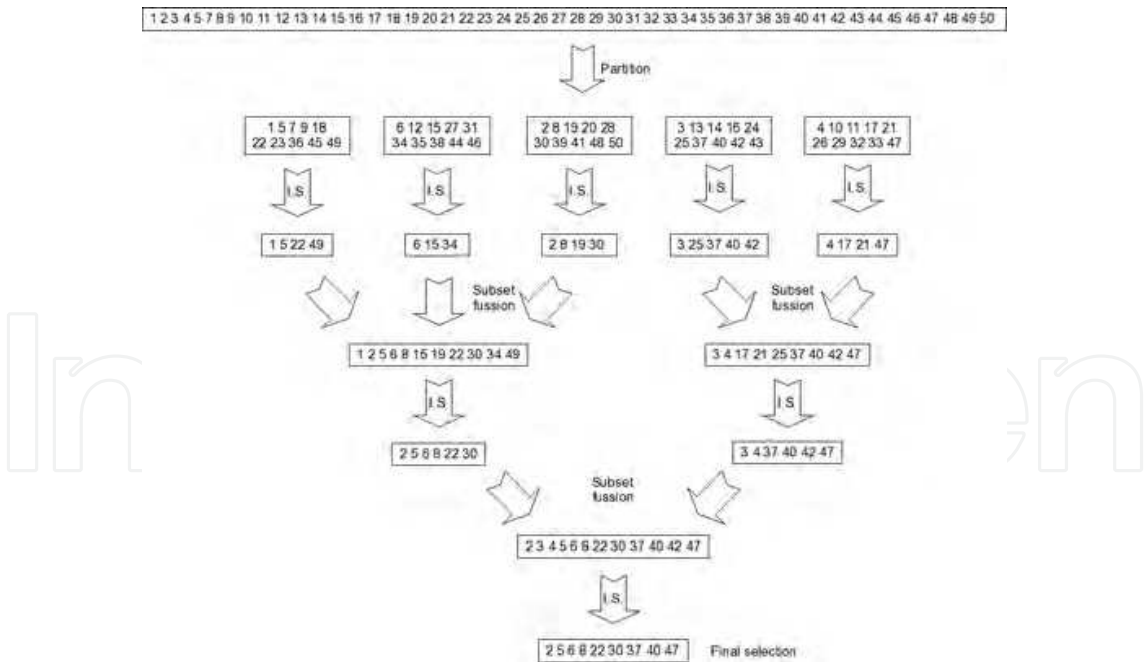 1 2 3 4 5 7 8 9 10 11 12 13 14 15 16 17 18 19 20 21 22 23 24 25 26 27 28 29 30 31 32 33 34 35 36 37 38 39 40 41 42 43 44 45 46 47 48 49 50
Partition
1 5 7 9 18
22 23 36 45 49
6 12 15 27 31
34 35 38 44 46
2 8 19 20 28
30 39 41 48 50
3 13 14 16 24
25 37 40 42 43
4 10 11 17 21
26 29 32 33 47
I.S.
I.S.
I.S.
I.S.
I.S.
1 5 22 49
6 15 34
2 8 19 30
3 25 37 40 42
4 17 21 47
Subset
fussion
Subset
fussion
1 2 5 6 8 15 19 22 30 34 49
3 4 17 21 25 37 40 42 47
I.S
I.S
2 5 6 8 22 30
3 4 37 40 42 47
Subset
fussion
2 3 4 5 6 8 22 30 37 40 42 47
I.S.
2 5 6 8 22 30 37 40 47
Final selection
In
en